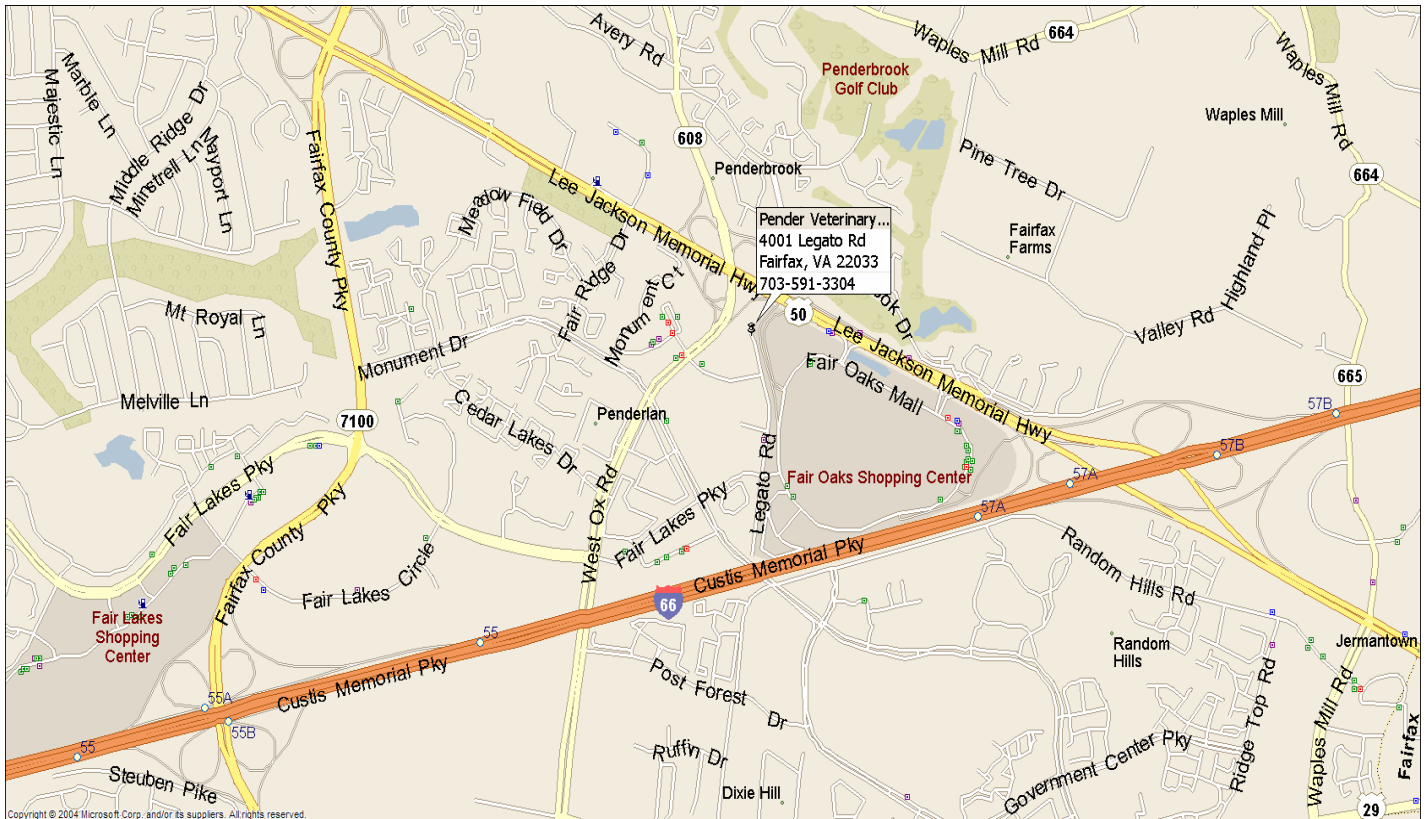 Avery Rd
Waples Mill Rd
664
Waples Mill Rd
Majestic Ln
Marble Ln
Middle Ridge Dr
Minstrell Ln
Mayport Ln
Fairfax County Pky
Penderbrook
Golf Club
Waples Mill
608
Penderbrook
Pine Tree Dr
664
Lee Jackson Memorial Hwy
Meadow Field Dr
Fair Ridge Dr
Monument Ct
Pender Veterinary...
4001 Legato Rd
Fairfax, VA 22033
703-591-3304
Fairfax
Farms
Highland Pl
Valley Rd
ook Dr
50
Mt Royal Ln
Monument Dr
Lee Jackson Memorial Hwy
Fair Oaks Mall
665
Melville Ln
7100
Cedar Lakes Dr
Penderlan
57B
57B
57A
57A
Legato Rd
Fair Oaks Shopping Center
Fair Lakes Pky
Fairfax County Pky
West Ox Rd
Fair Lakes Pky
Custis Memorial Pky
66
Random Hills Rd
Fair Lakes Circle
Fair Lakes
Shopping
Center
55
Random
Hills
Jermantown
Custis Memorial Pky
Post Forest Dr
55A
55B
55
Ridge Top Rd
Waples Mill Rd
Fairfax
Ruffin Dr
Government Center Pky
Steuben Pike
Dixie Hill
29
Copyright © 2004 Microsoft Corp. and/or its suppliers. All rights reserved.